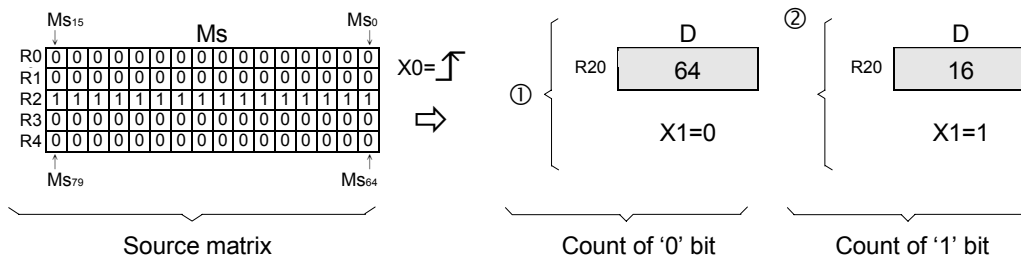 Ms15 Ms0
Ms
R0 0 0 0 0 0 0 0 0 0 0 0 0 0 0 0 0
R1 0 0 0 0 0 0 0 0 0 0 0 0 0 0 0 0
R2 1 1 1 1 1 1 1 1 1 1 1 1 1 1 1 1
R3 0 0 0 0 0 0 0 0 0 0 0 0 0 0 0 0
R4 0 0 0 0 0 0 0 0 0 0 0 0 0 0 0 0
Ms79 Ms64
Source matrix
X0=
①
D
R20 64
X1=0
Count of ‘0’ bit
②
D
R20 16
X1=1
Count of ‘1’ bit